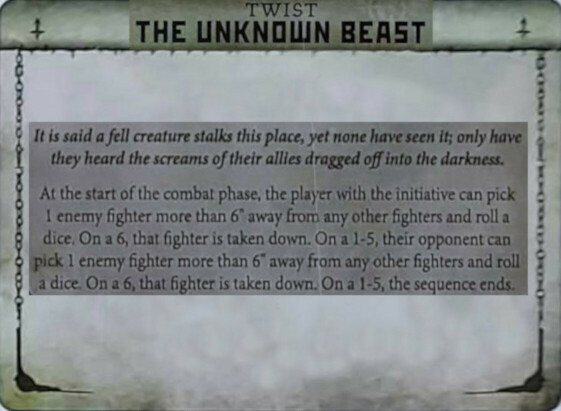 TWIST
THE UNKNOWN BEAST
It is said a fell creature stalks this place, yet none have seen it; only have
they heard the screams of their allies dragged off into the darkness.
At the start of the combat phase, the player with the initiative can pick
1 enemy fighter more than 6" away from any other fighters and roll a
dice. On a 6, that fighter is taken down. On a 1-5, their opponent can
pick 1 enemy fighter more than 6" away from any other fighters and roll
a dice. On a 6, that fighter is taken down. On a 1-5, the sequence ends.